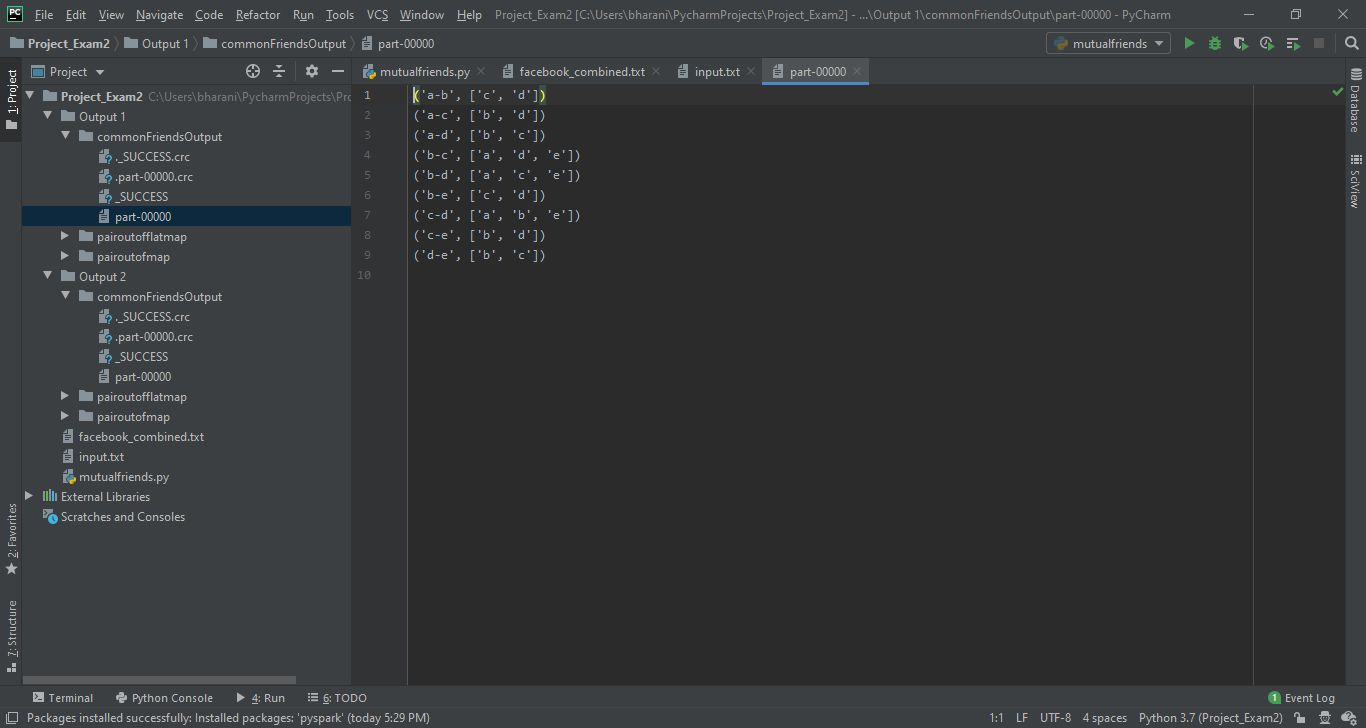 PC File Edit View Navigate Code Refactor Run Tools VCS Window Help Project_Exam2 [C:\Users\bharani\PycharmProjects\Project_Exam2] - ...\Output 1\commonFriendsOutput\part-00000 - PyCharm
Project_Exam2 Output 1 commonFriendsOutput part-00000 mutualfriends
1: Project
Project
mutualfriends.py facebook_combined.txt input.txt part-00000
Project_Exam2 C:\Users\bharani\PycharmProjects\Pro
Output 1
commonFriendsOutput
._SUCCESS.crc
.part-00000.crc
_SUCCESS
part-00000
pairoutofflatmap
pairoutofmap
Output 2
commonFriendsOutput
._SUCCESS.crc
.part-00000.crc
_SUCCESS
part-00000
pairoutofflatmap
pairoutofmap
facebook_combined.txt
input.txt
mutualfriends.py
External Libraries
Scratches and Consoles
1 ('a-b', ['c', 'd'])
2 ('a-c', ['b', 'd'])
3 ('a-d', ['b', 'c'])
4 ('b-c', ['a', 'd', 'e'])
5 ('b-d', ['a', 'c', 'e'])
6 ('b-e', ['c', 'd'])
7 ('c-d', ['a', 'b', 'e'])
8 ('c-e', ['b', 'd'])
9 ('d-e', ['b', 'c'])
10
Database
SciView
2: Favorites
7: Structure
Terminal Python Console 4: Run 6: TODO 1 Event Log
Packages installed successfully: Installed packages: 'pyspark' (today 5:29 PM) 1:1 LF UTF-8 4 spaces Python 3.7 (Project_Exam2)